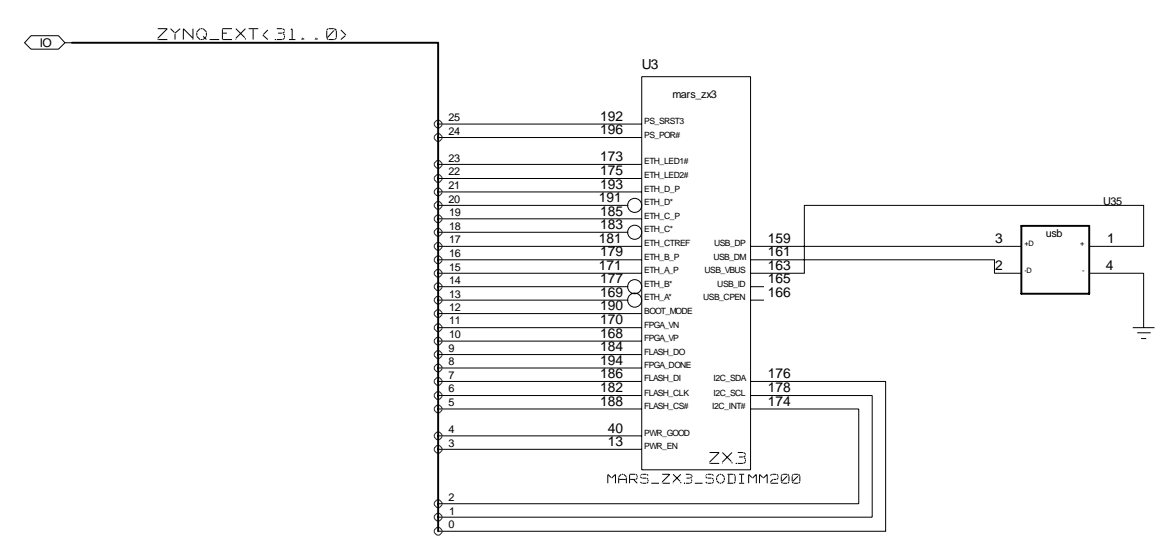 ZYNQ_EXT<31..0>
IO
U3
mars_zx3
25 192 PS_SRST3
24 196 PS_POR#
23 173 ETH_LED1#
22 175 ETH_LED2#
21 193 ETH_D_P
20 191 ETH_D*
19 185 ETH_C_P
18 183 ETH_C*
17 181 ETH_CTREF
16 179 ETH_B_P
15 171 ETH_A_P
14 177 ETH_B*
13 169 ETH_A*
12 190 BOOT_MODE
11 170 FPGA_VN
10 168 FPGA_VP
9 184 FLASH_DO
8 194 FPGA_DONE
7 186 FLASH_DI
6 182 FLASH_CLK
5 188 FLASH_CS#
4 40 PWR_GOOD
3 13 PWR_EN
USB_DP 159
USB_DM 161
USB_VBUS 163
USB_ID 165
USB_CPEN 166
I2C_SDA 176
I2C_SCL 178
I2C_INT# 174
ZX3
MARS_ZX3_SODIMM200
2
1
0
U35
usb
3 +D + 1
2 -D - 4